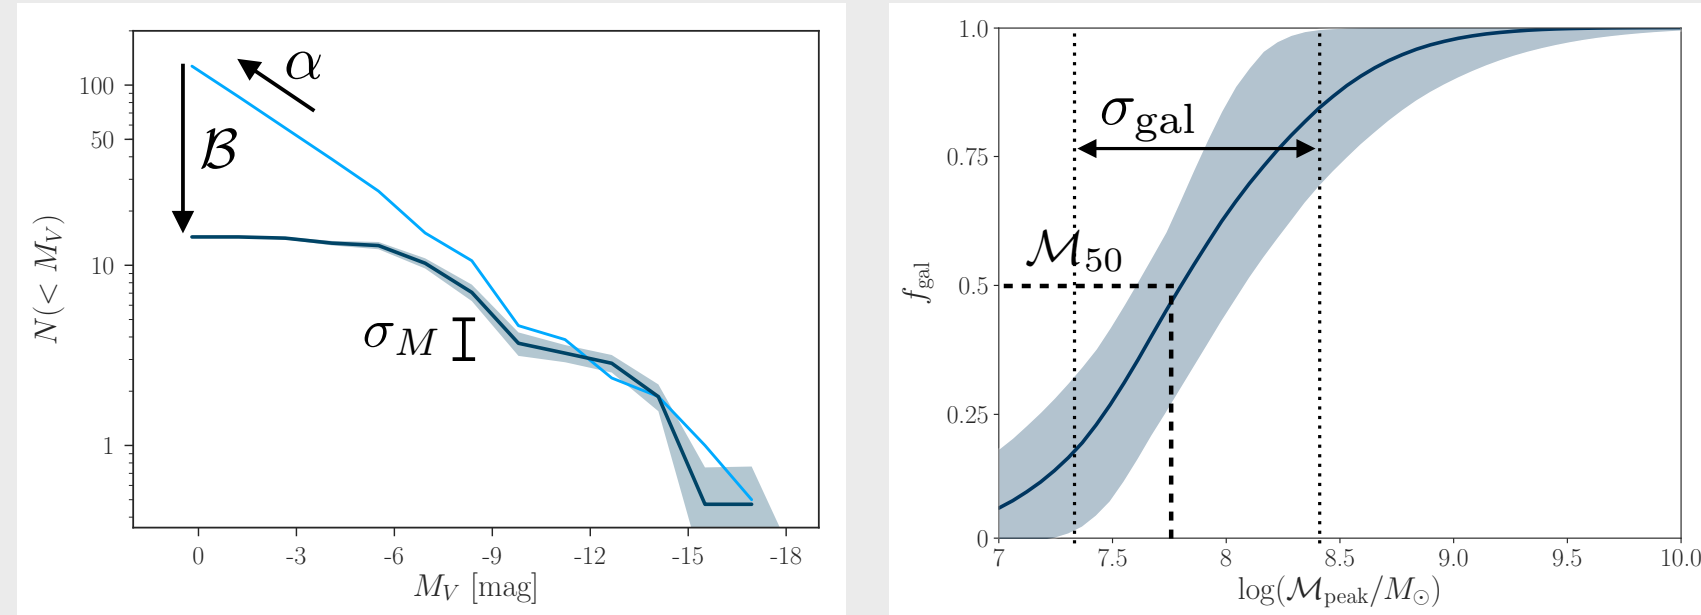 100
50
10
1
N(< M_V)
α
ℬ
σ_M
0 -3 -6 -9 -12 -15 -18
M_V [mag]
1.0
0.75
0.5
0.25
0
f_gal
σ_gal
ℳ_50
7 7.5 8 8.5 9.0 9.5 10.0
log(ℳ_peak/M_⊙)